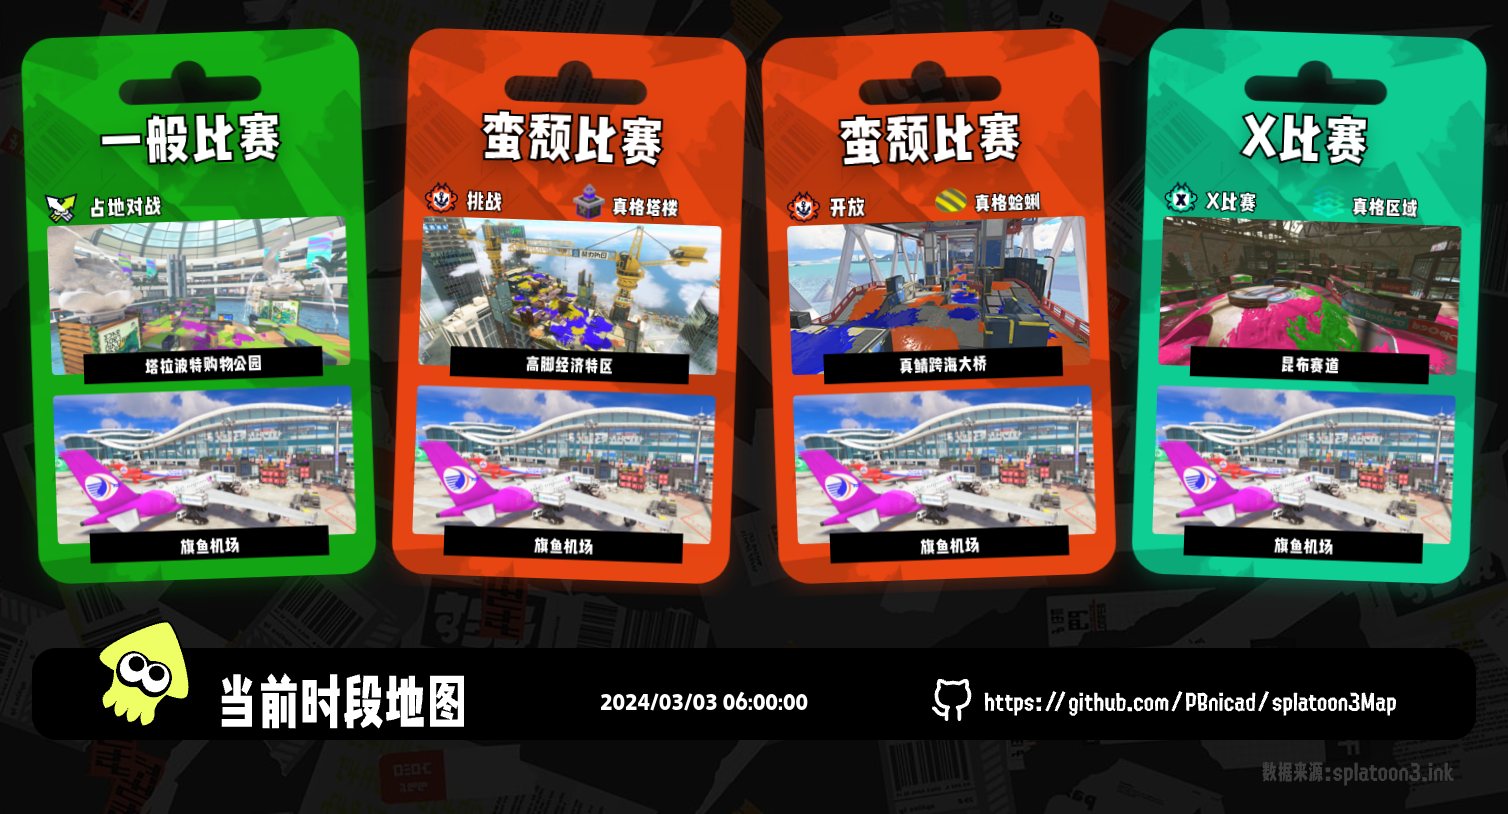 一般比赛
占地对战
塔拉波特购物公园
旗鱼机场
蛮颓比赛
挑战
真格塔楼
高脚经济特区
旗鱼机场
蛮颓比赛
开放
真格蛤蜊
真鲷跨海大桥
旗鱼机场
X比赛
X比赛
真格区域
昆布赛道
旗鱼机场
当前时段地图
2024/03/03 06:00:00
https://github.com/PBnicad/splatoon3Map
数据来源:splatoon3.ink